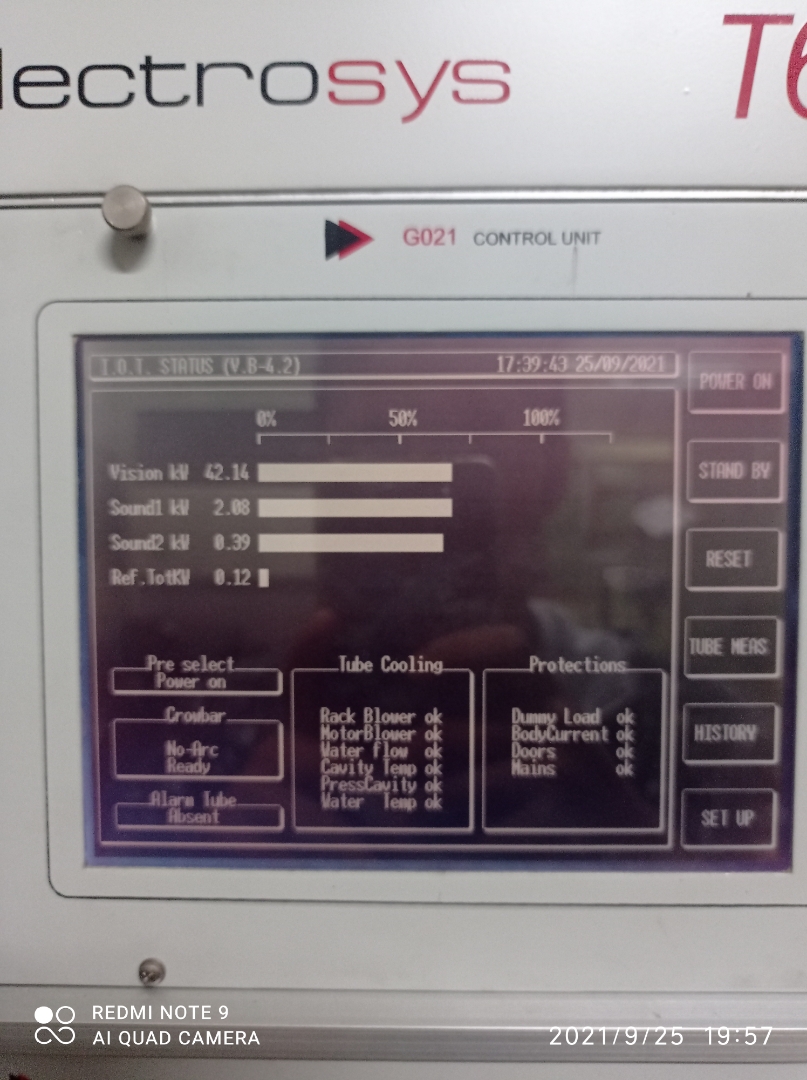 lectrosys
T6
G021 CONTROL UNIT
I.O.T. STATUS (V.B-4.2) 17:39:43 25/09/2021
0% 50% 100%
Vision kW 42.14
Sound1 kW 2.08
Sound2 kW 0.39
Ref.TotKW 0.12
POWER ON
STAND BY
RESET
TUBE MEAS
HISTORY
SET UP
Pre select
Power on
Crowbar
No-Arc
Ready
Alarm Tube
Absent
Tube Cooling
Rack Blower ok
MotorBlower ok
Water flow ok
Cavity Temp ok
PressCavity ok
Water Temp ok
Protections
Dummy Load ok
BodyCurrent ok
Doors ok
Mains ok
REDMI NOTE 9
AI QUAD CAMERA
2021/9/25 19:57